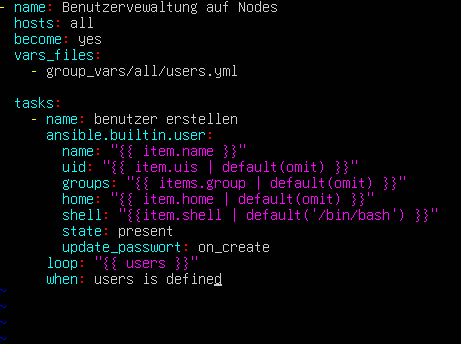 - name: Benutzervewaltung auf Nodes
hosts: all
become: yes
vars_files:
- group_vars/all/users.yml
tasks:
- name: benutzer erstellen
ansible.builtin.user:
name: "{{ item.name }}"
uid: "{{ item.uis | default(omit) }}"
groups: "{{ items.group | default(omit) }}"
home: "{{ item.home | default(omit) }}"
shell: "{{item.shell | default('/bin/bash') }}"
state: present
update_passwort: on_create
loop: "{{ users }}"
when: users is defined
~
~
~
~